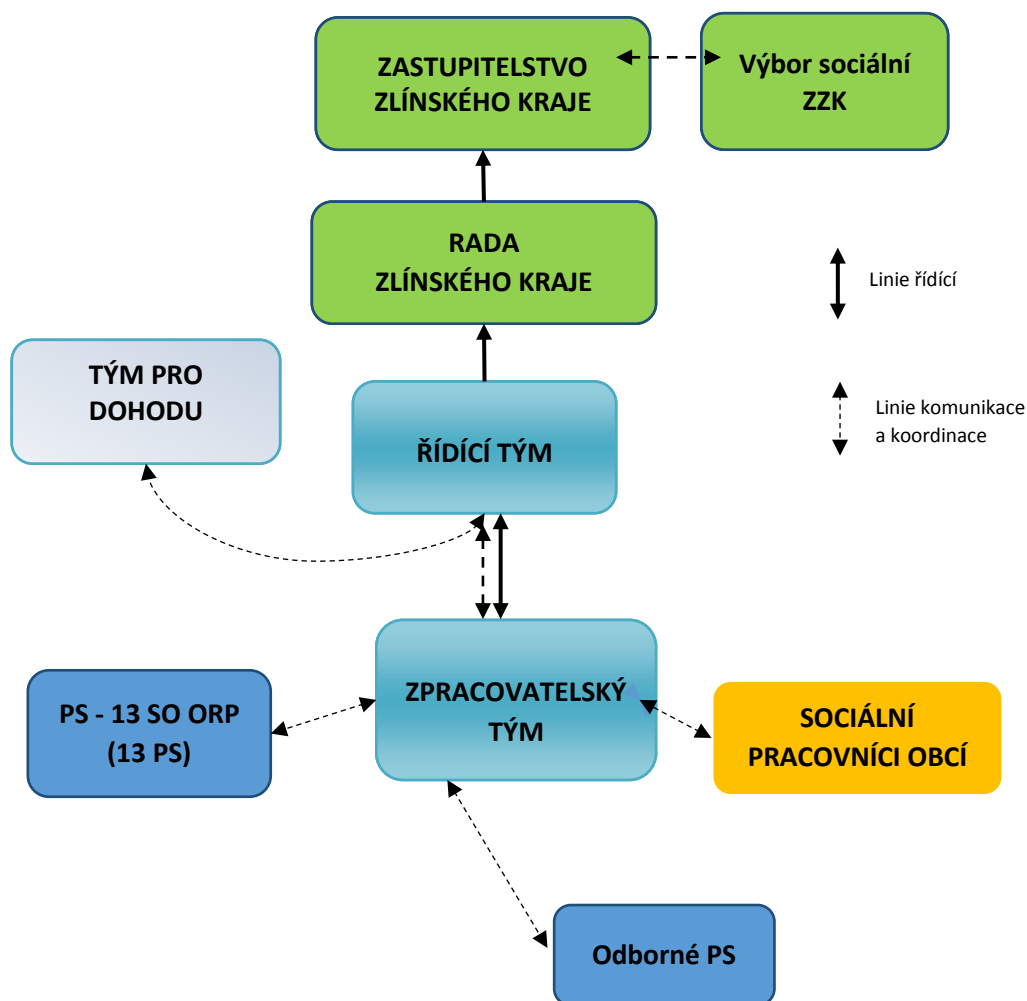 ZASTUPITELSTVO
ZLÍNSKÉHO KRAJE
Výbor sociální
ZZK
RADA
ZLÍNSKÉHO KRAJE
Linie řídící
TÝM PRO
DOHODU
Linie komunikace
a koordinace
ŘÍDÍCÍ TÝM
ZPRACOVATELSKÝ
TÝM
PS - 13 SO ORP
(13 PS)
SOCIÁLNÍ
PRACOVNÍCI OBCÍ
Odborné PS